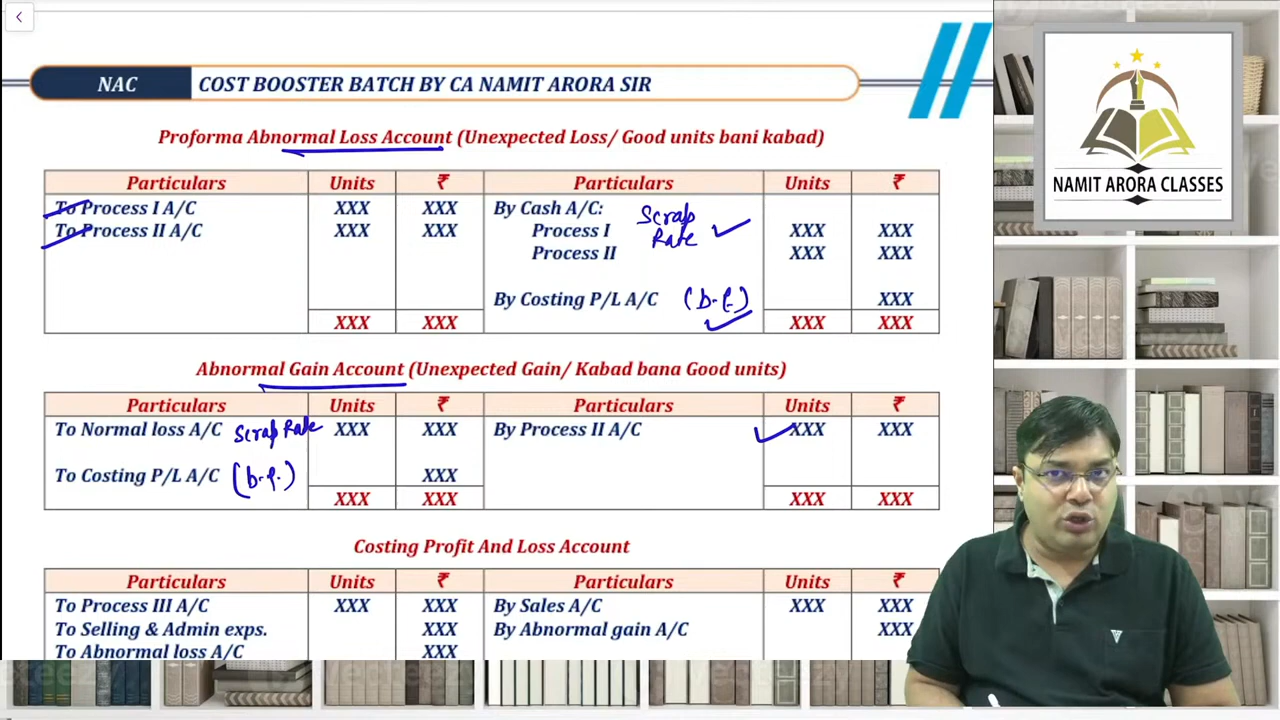 NAC COST BOOSTER BATCH BY CA NAMIT ARORA SIR
NAMIT ARORA CLASSES
Proforma Abnormal Loss Account (Unexpected Loss/ Good units bani kabad)
Particulars Units ₹ Particulars Units ₹
To Process I A/C XXX XXX By Cash A/C: Scrap
To Process II A/C XXX XXX Process I Rate XXX XXX
Process II XXX XXX
By Costing P/L A/C (b.f.) XXX
XXX XXX XXX XXX
Abnormal Gain Account (Unexpected Gain/ Kabad bana Good units)
Particulars Units ₹ Particulars Units ₹
To Normal loss A/C Scrap Rate XXX XXX By Process II A/C XXX XXX
To Costing P/L A/C (b.f.) XXX
XXX XXX XXX XXX
Costing Profit And Loss Account
Particulars Units ₹ Particulars Units ₹
To Process III A/C XXX XXX By Sales A/C XXX XXX
To Selling & Admin exps. XXX By Abnormal gain A/C XXX
To Abnormal loss A/C XXX